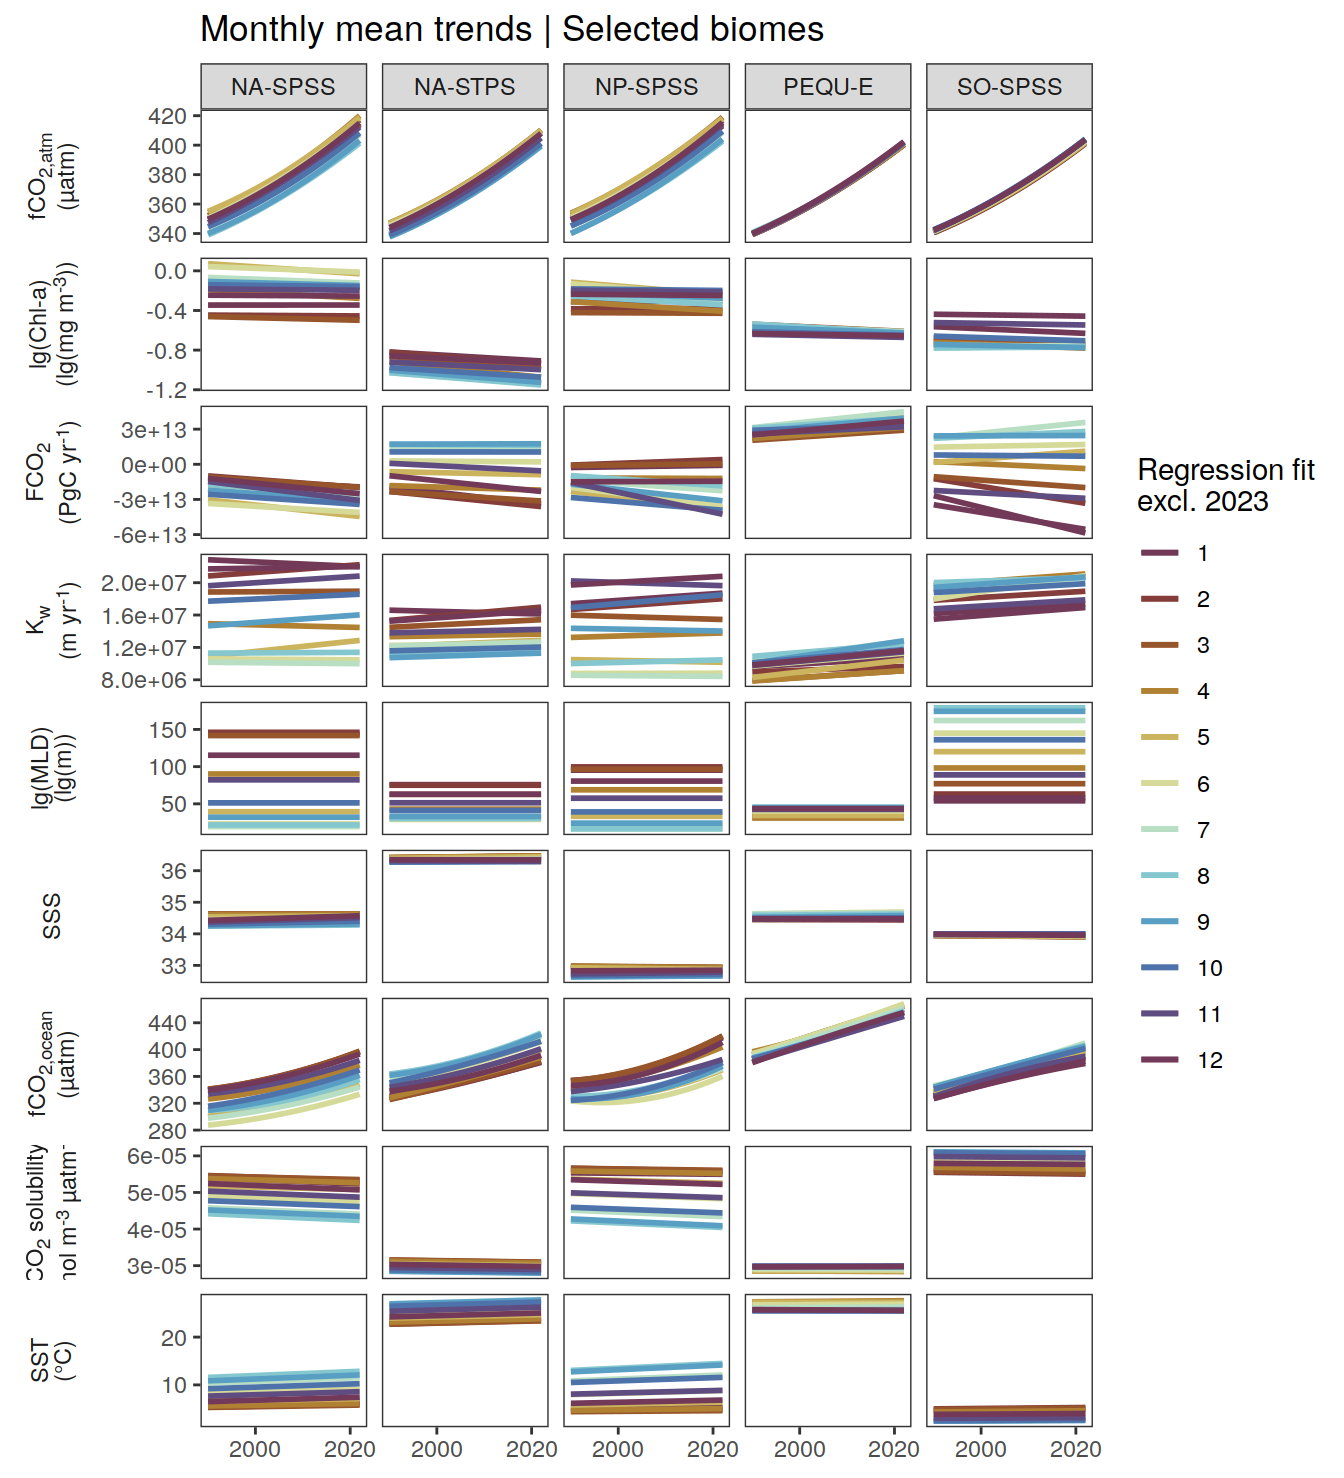 Monthly mean trends | Selected biomes
NA-SPSS NA-STPS NP-SPSS PEQU-E SO-SPSS
fCO2,atm
(µatm)
420
400
380
360
340
lg(Chl-a)
(lg(mg m-3))
0.0
-0.4
-0.8
-1.2
FCO2
(PgC yr-1)
3e+13
0e+00
-3e+13
-6e+13
Kw
(m yr-1)
2.0e+07
1.6e+07
1.2e+07
8.0e+06
lg(MLD)
(lg(m))
150
100
50
SSS
36
35
34
33
fCO2,ocean
(µatm)
440
400
360
320
280
CO2 solubility
m-3 µatm-
6e-05
5e-05
4e-05
3e-05
SST
(°C)
20
10
2000 2020 2000 2020 2000 2020 2000 2020 2000 2020
Regression fit
excl. 2023
1
2
3
4
5
6
7
8
9
10
11
12